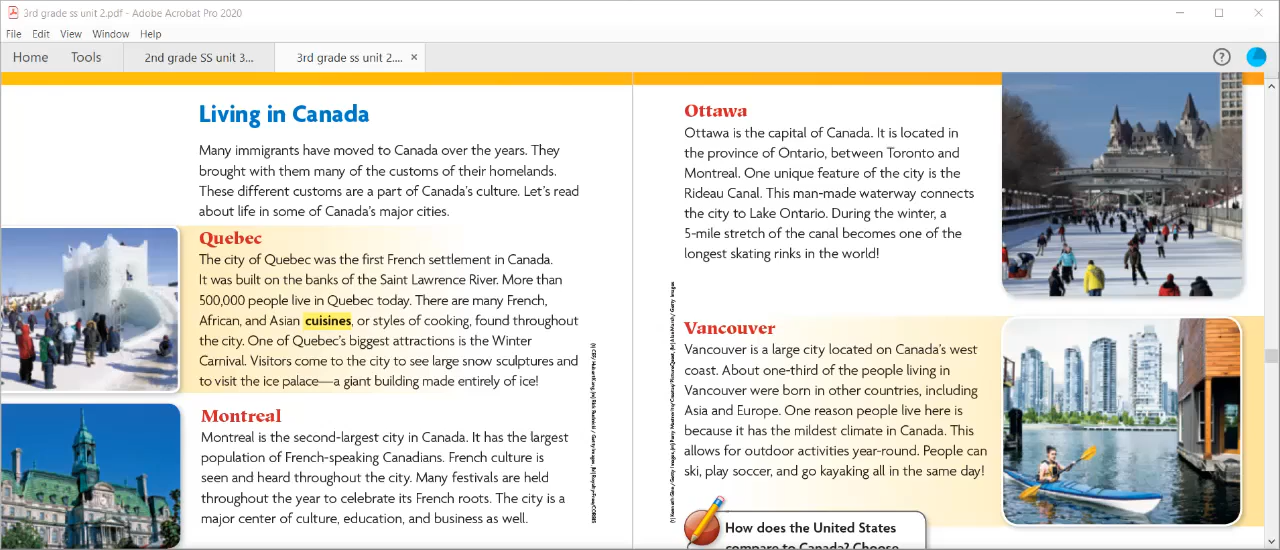 3rd grade ss unit 2.pdf - Adobe Acrobat Pro 2020
File Edit View Window Help
Home Tools 2nd grade SS unit 3... 3rd grade ss unit 2.... ×
Living in Canada
Many immigrants have moved to Canada over the years. They
brought with them many of the customs of their homelands.
These different customs are a part of Canada's culture. Let's read
about life in some of Canada's major cities.
Quebec
The city of Quebec was the first French settlement in Canada.
It was built on the banks of the Saint Lawrence River. More than
500,000 people live in Quebec today. There are many French,
African, and Asian cuisines, or styles of cooking, found throughout
the city. One of Quebec's biggest attractions is the Winter
Carnival. Visitors come to the city to see large snow sculptures and
to visit the ice palace—a giant building made entirely of ice!
Montreal
Montreal is the second-largest city in Canada. It has the largest
population of French-speaking Canadians. French culture is
seen and heard throughout the city. Many festivals are held
throughout the year to celebrate its French roots. The city is a
major center of culture, education, and business as well.
Ottawa
Ottawa is the capital of Canada. It is located in
the province of Ontario, between Toronto and
Montreal. One unique feature of the city is the
Rideau Canal. This man-made waterway connects
the city to Lake Ontario. During the winter, a
5-mile stretch of the canal becomes one of the
longest skating rinks in the world!
Vancouver
Vancouver is a large city located on Canada's west
coast. About one-third of the people living in
Vancouver were born in other countries, including
Asia and Europe. One reason people live here is
because it has the mildest climate in Canada. This
allows for outdoor activities year-round. People can
ski, play soccer, and go kayaking all in the same day!
How does the United States
compare to Canada? Choose